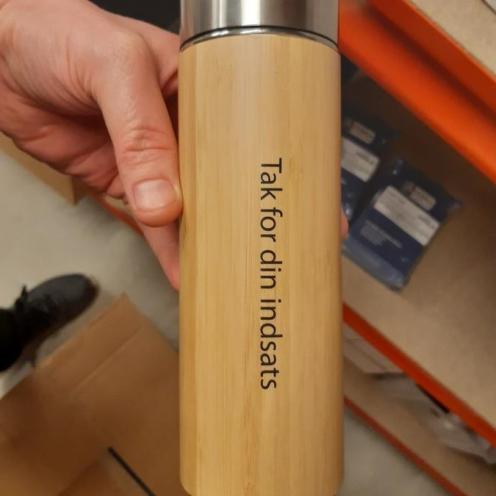 Tak for din indsats